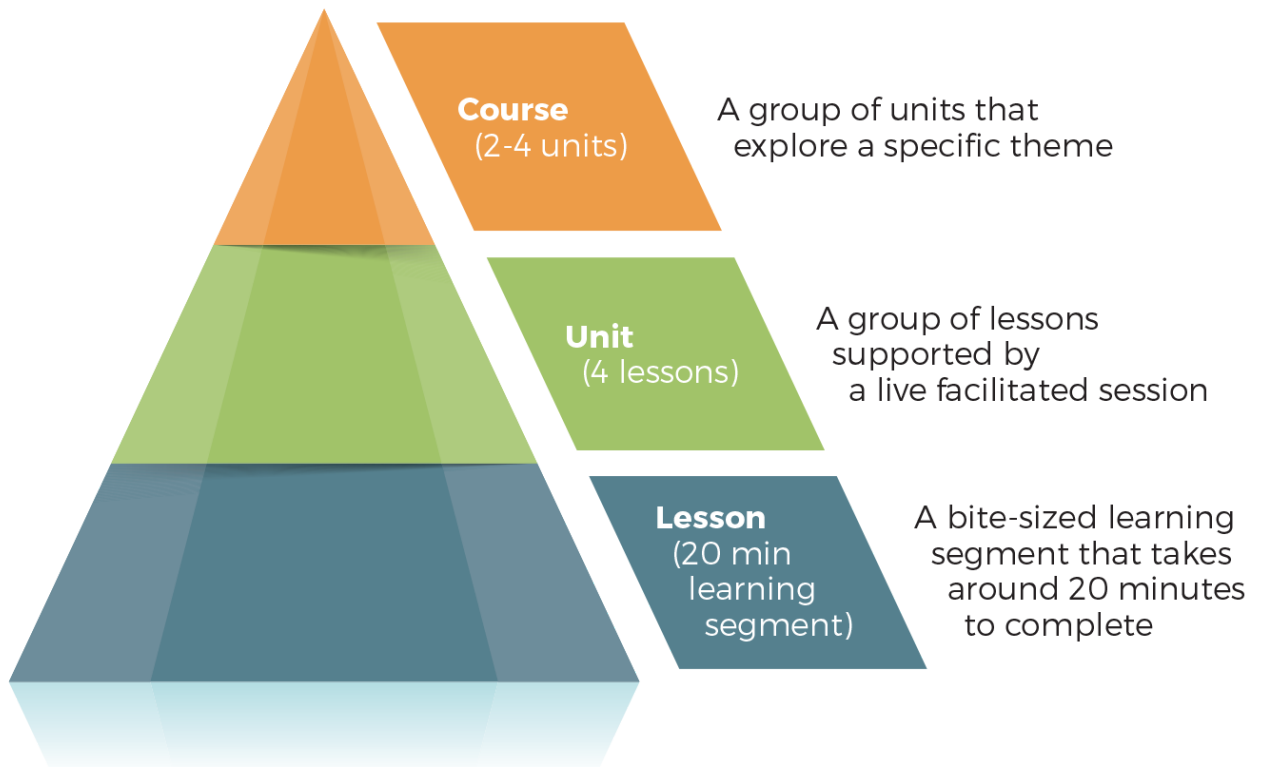 Course
(2-4 units)
A group of units that
explore a specific theme
Unit
(4 lessons)
A group of lessons
supported by
a live facilitated session
Lesson
(20 min
learning
segment)
A bite-sized learning
segment that takes
around 20 minutes
to complete